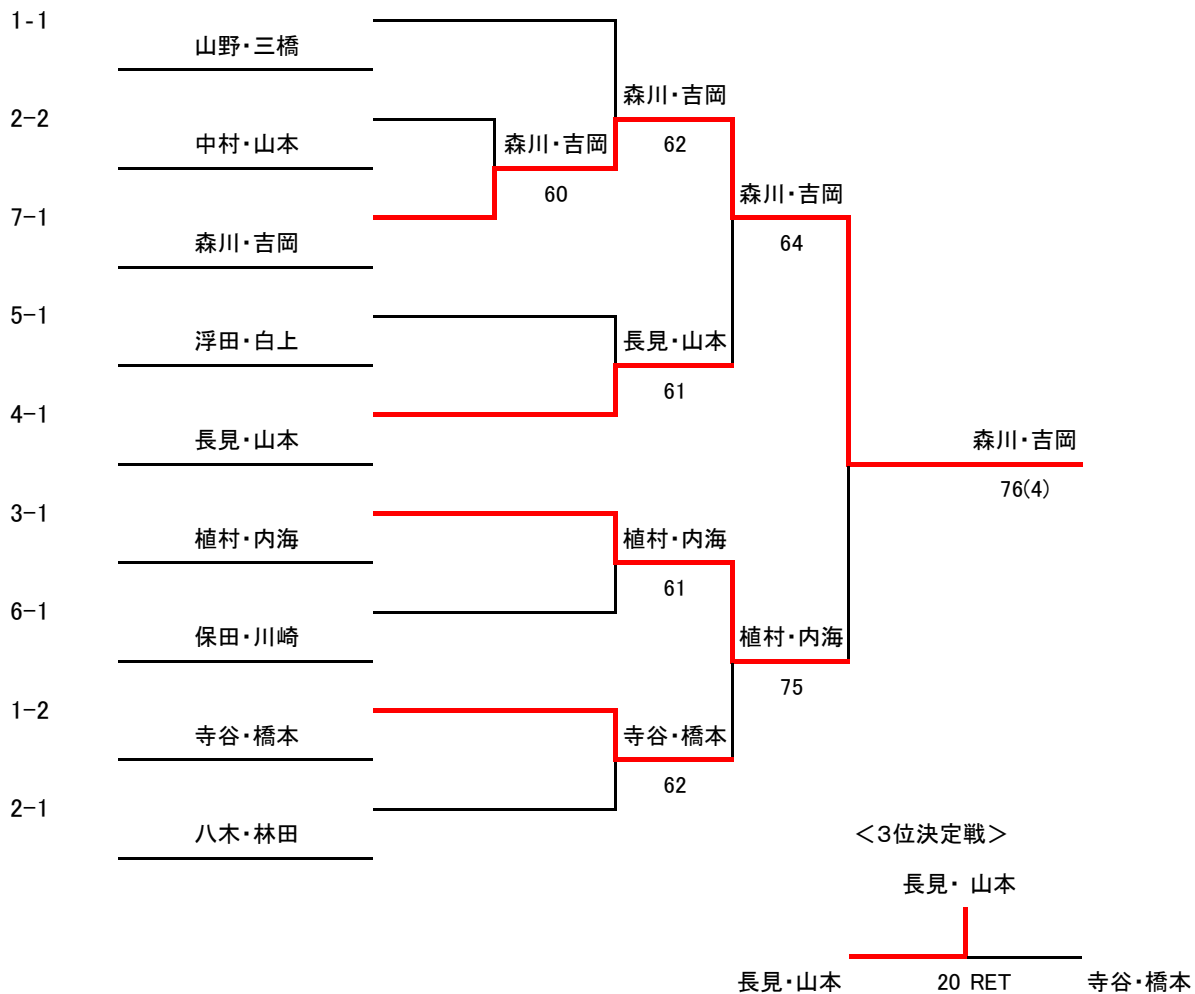 1-1
山野・三橋
森川・吉岡
2-2
62
中村・山本
森川・吉岡
60
森川・吉岡
7-1
64
森川・吉岡
5-1
浮田・白上
長見・山本
61
4-1
長見・山本
森川・吉岡
76(4)
3-1
植村・内海
植村・内海
61
6-1
保田・川崎
植村・内海
75
1-2
寺谷・橋本
寺谷・橋本
62
2-1
八木・林田
＜3位決定戦＞
長見・ 山本
長見・山本
20 RET
寺谷・橋本